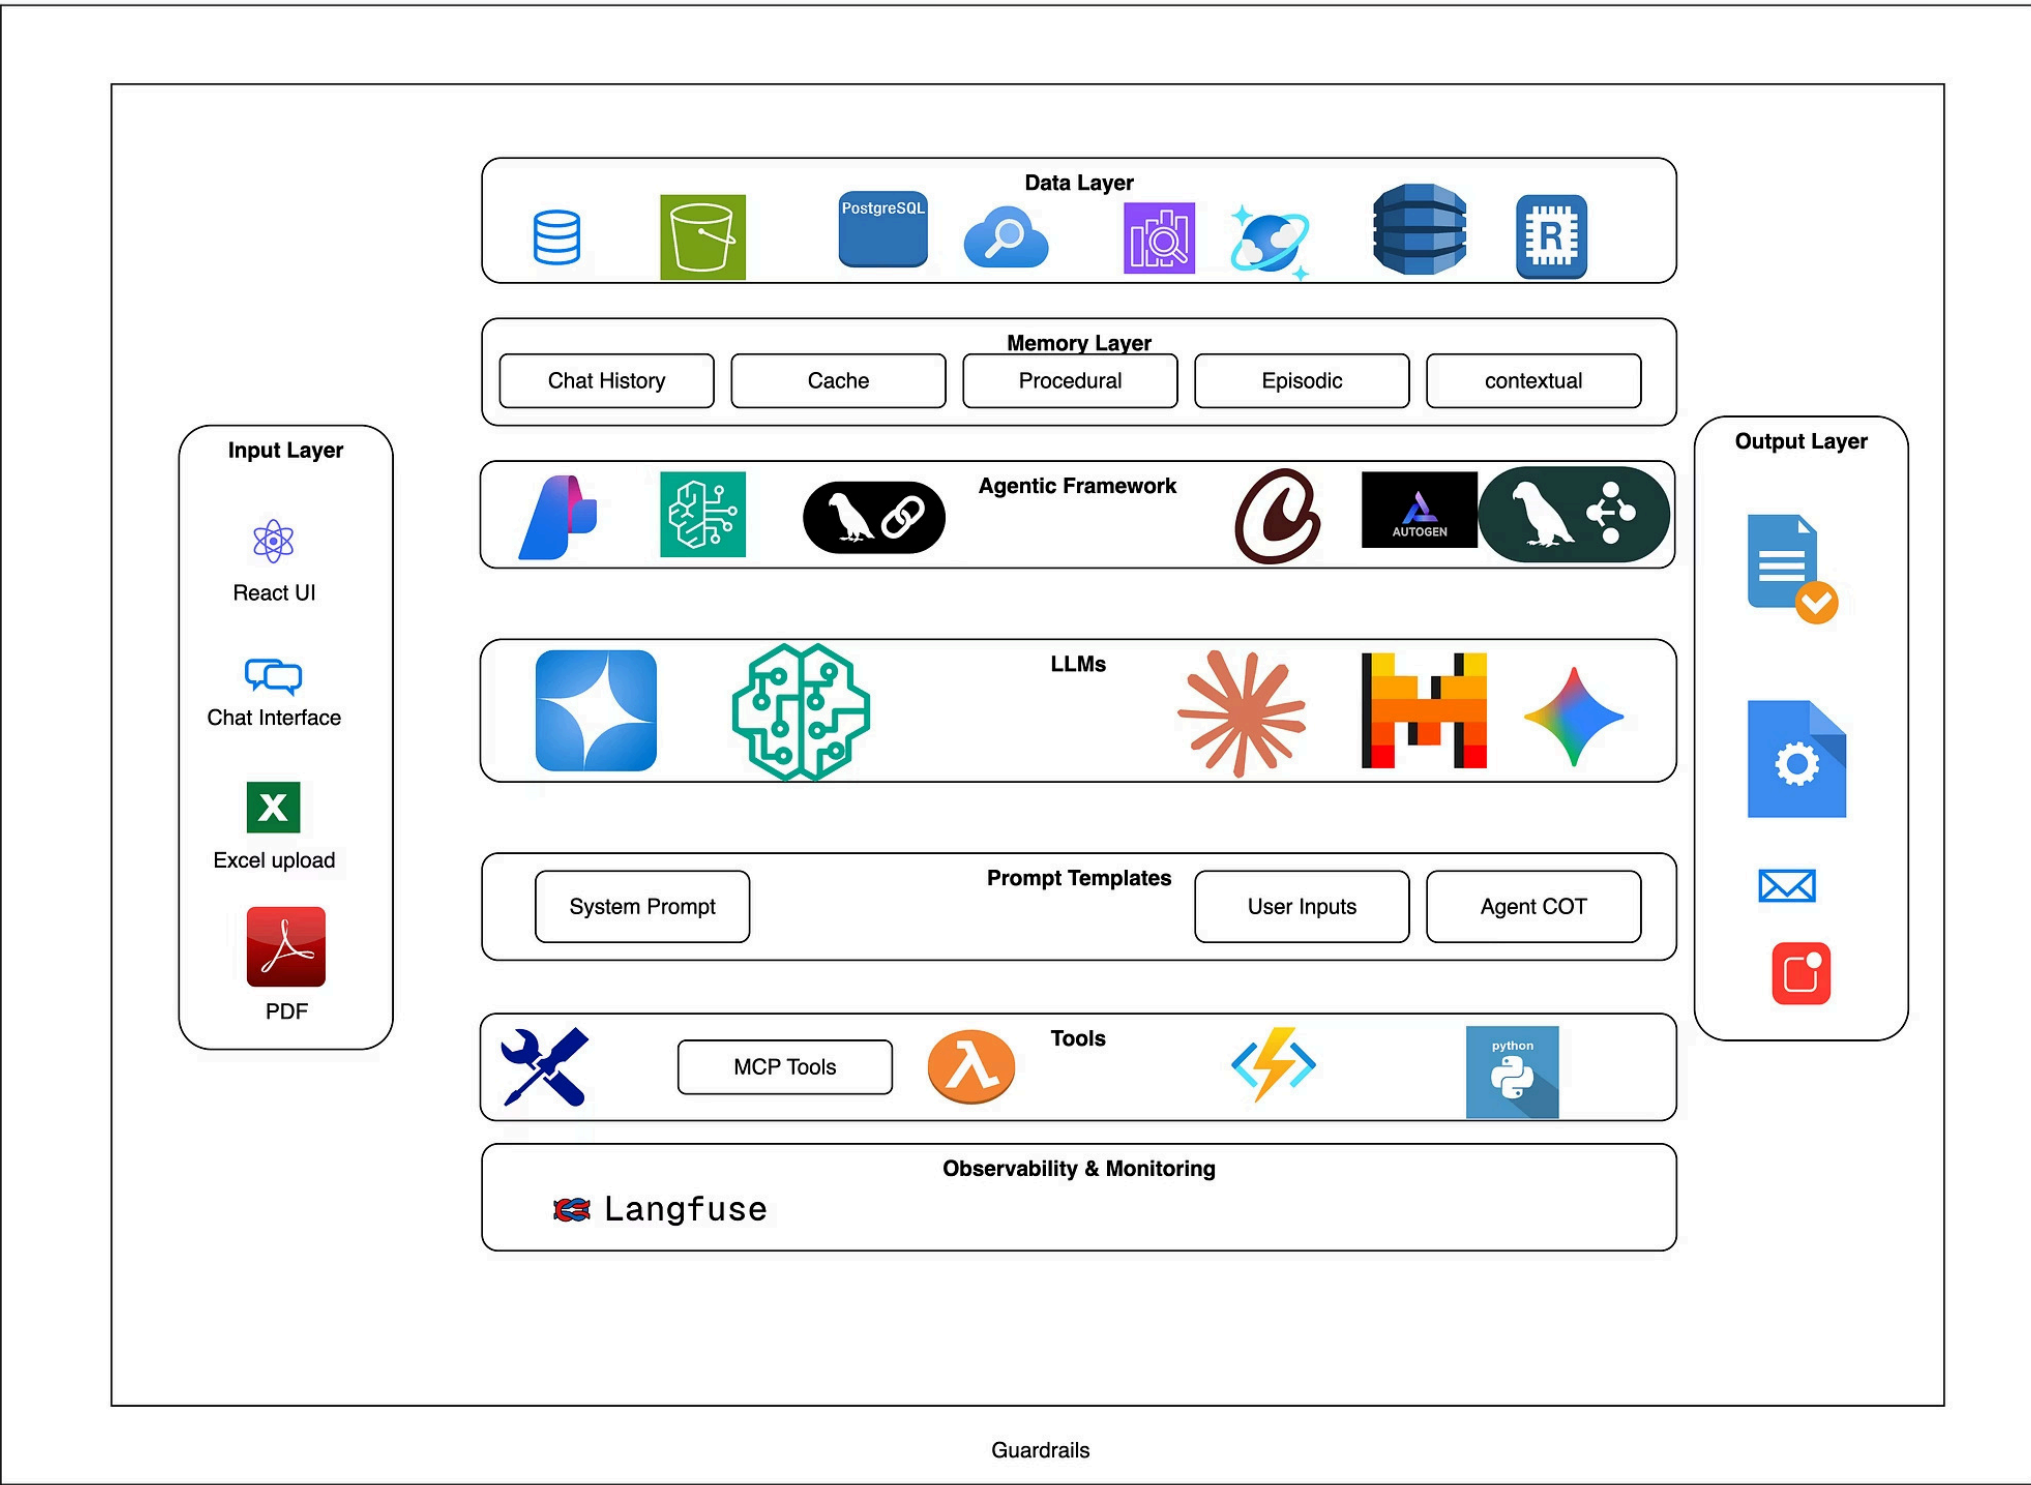 Data Layer
PostgreSQL
R
Memory Layer
Chat History
Cache
Procedural
Episodic
contextual
Input Layer
React UI
Chat Interface
X
Excel upload
PDF
Agentic Framework
AUTOGEN
Output Layer
LLMs
Prompt Templates
System Prompt
User Inputs
Agent COT
Tools
MCP Tools
python
Observability & Monitoring
Langfuse
Guardrails